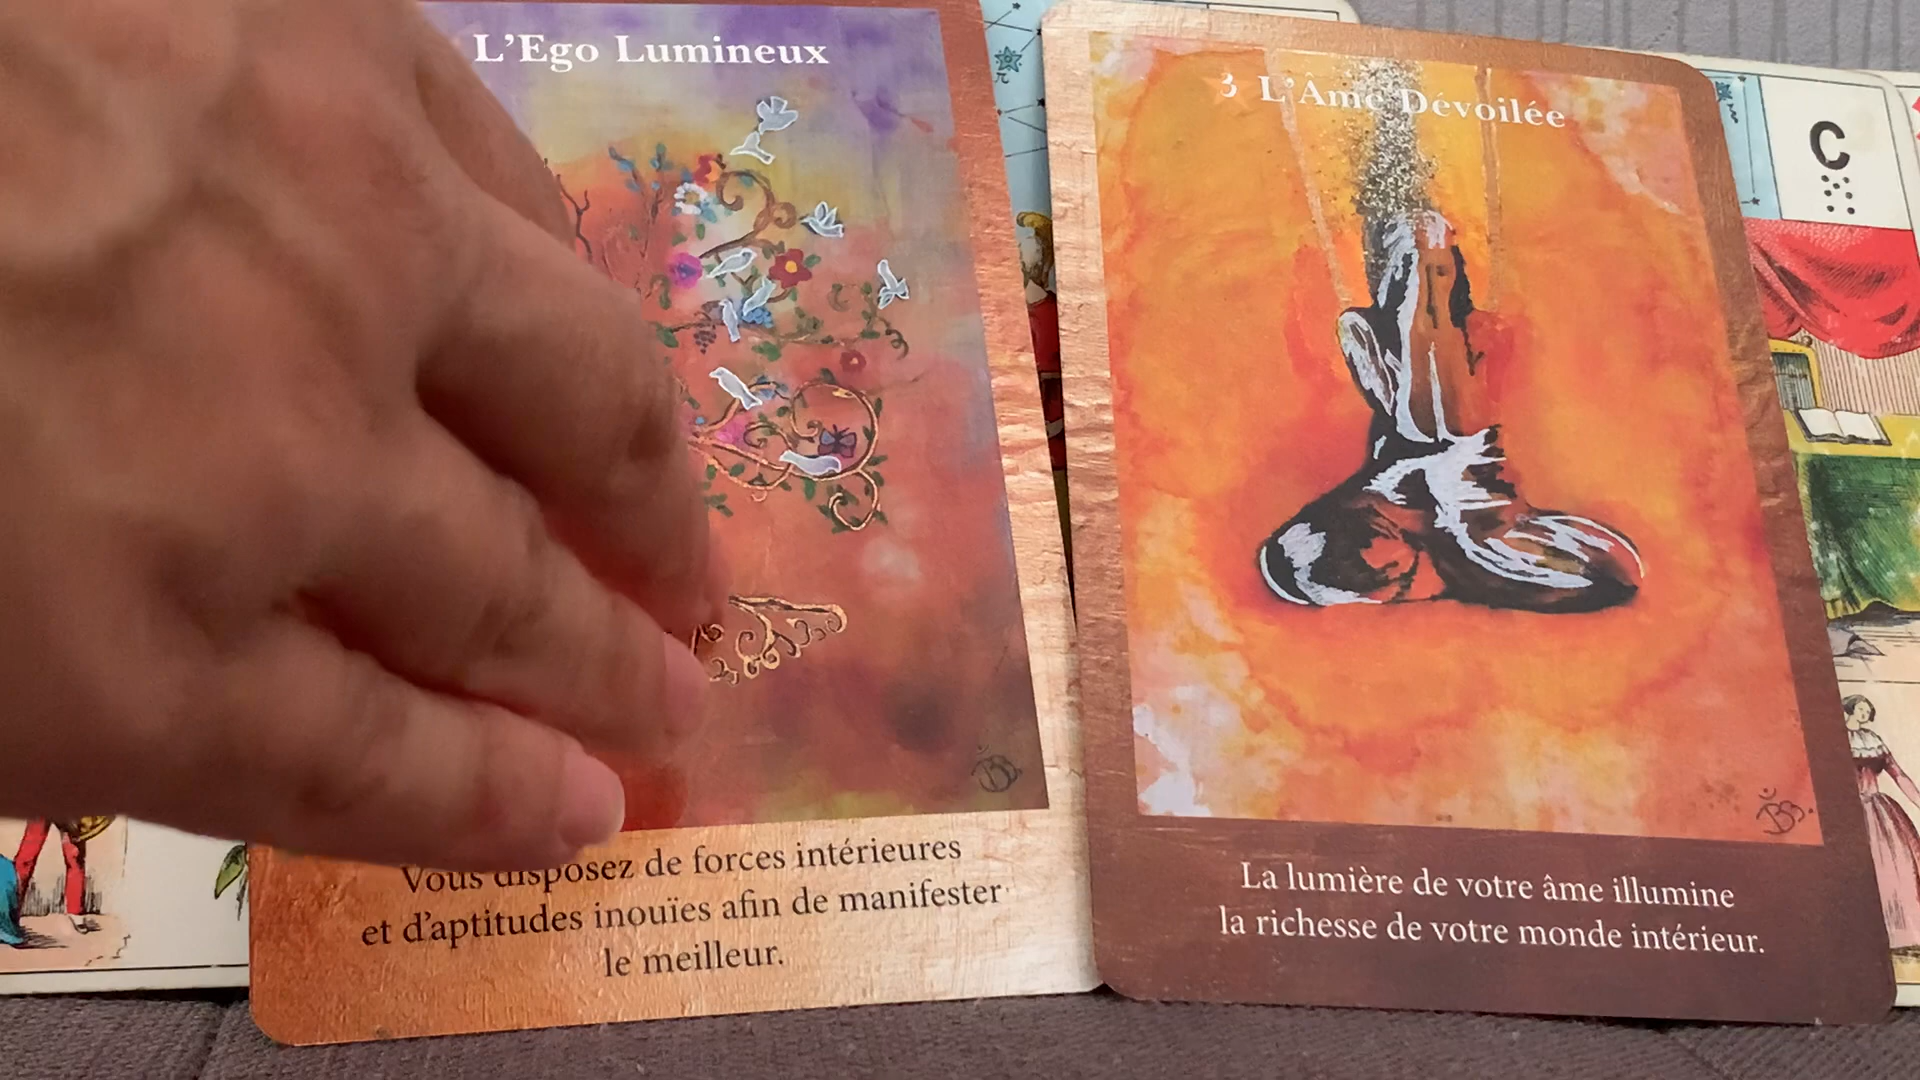 L'Ego Lumineux
Vous disposez de forces intérieures
et d'aptitudes inouïes afin de manifester
le meilleur.
3 L'Âme Dévoilée
La lumière de votre âme illumine
la richesse de votre monde intérieur.
C